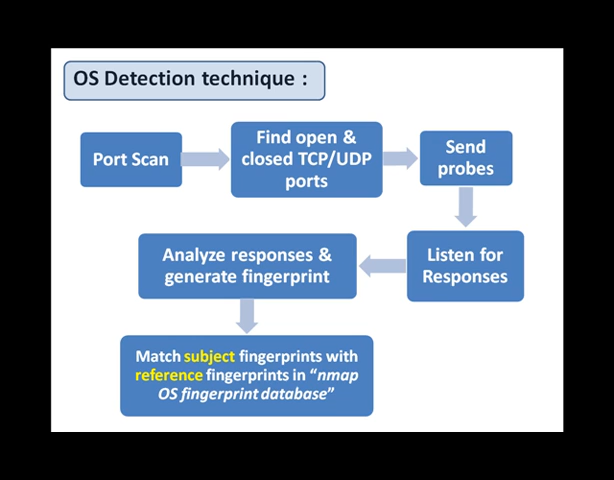 OS Detection technique :
Port Scan
Find open &
closed TCP/UDP
ports
Send
probes
Listen for
Responses
Analyze responses &
generate fingerprint
Match subject fingerprints with
reference fingerprints in “nmap
OS fingerprint database”